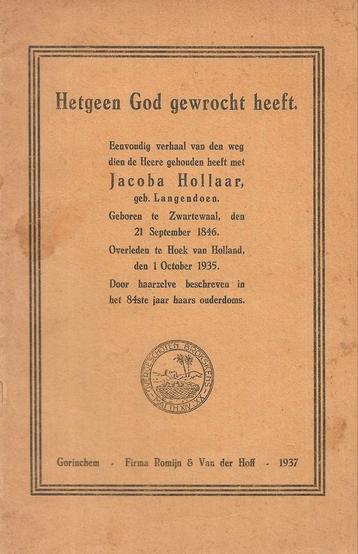 Hetgeen God gewrocht heeft.
Eenvoudig verhaal van den weg
dien de Heere gehouden heeft met
Jacoba Hollaar,
geb. Langendoen.
Geboren te Zwartewaal, den
21 September 1846.
Overleden te Hoek van Holland,
den 1 October 1935.
Door haarzelve beschreven in
het 84ste jaar haars ouderdoms.
Gorinchem - Firma Romijn & Van der Hoff - 1937